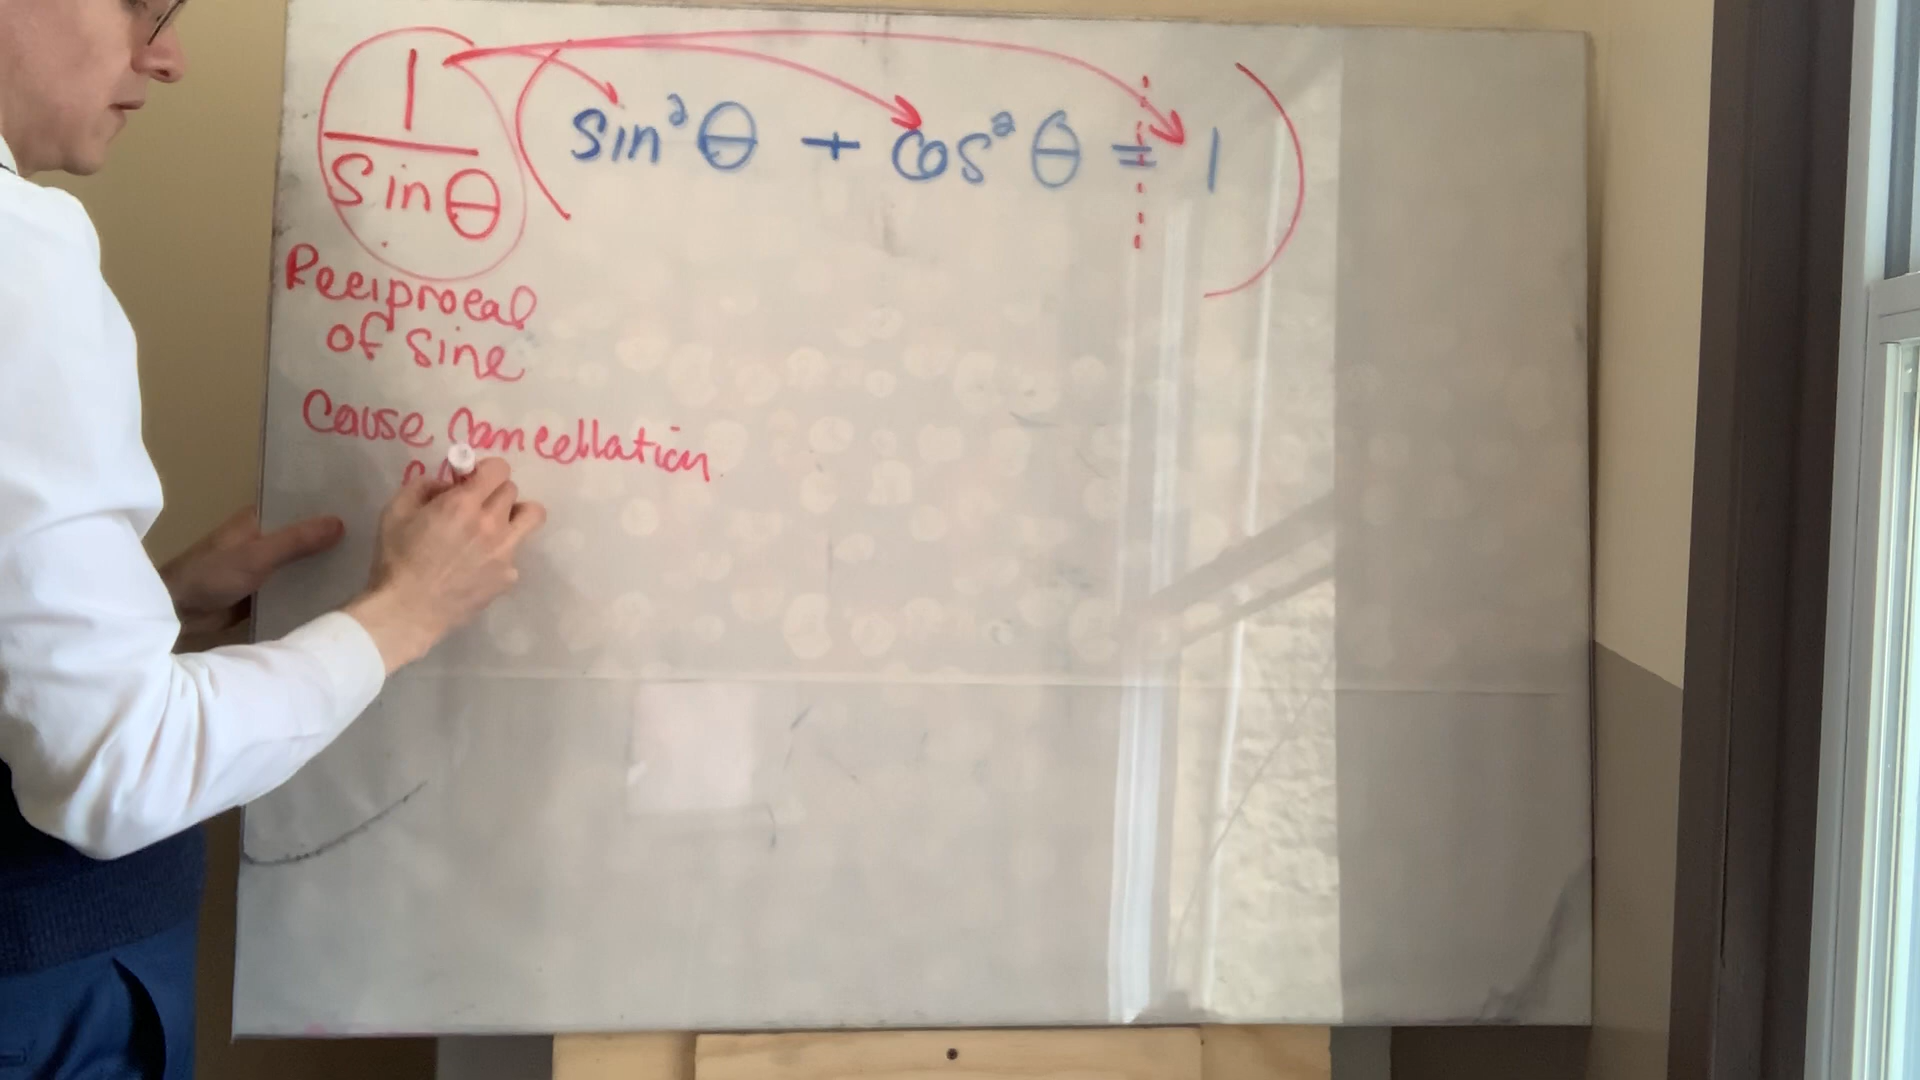 1/Sinθ ( Sin²θ + Cos²θ = 1 )
Reciprocal
of Sine
Cause Cancellation